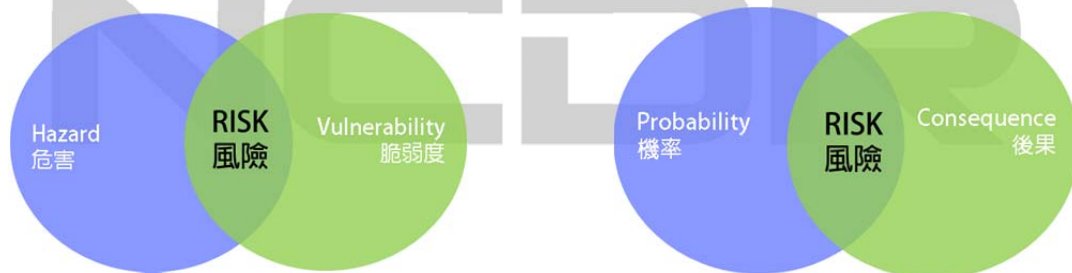 NCDR
Hazard
危害
RISK
風險
Vulnerability
脆弱度
Probability
機率
RISK
風險
Consequence
後果